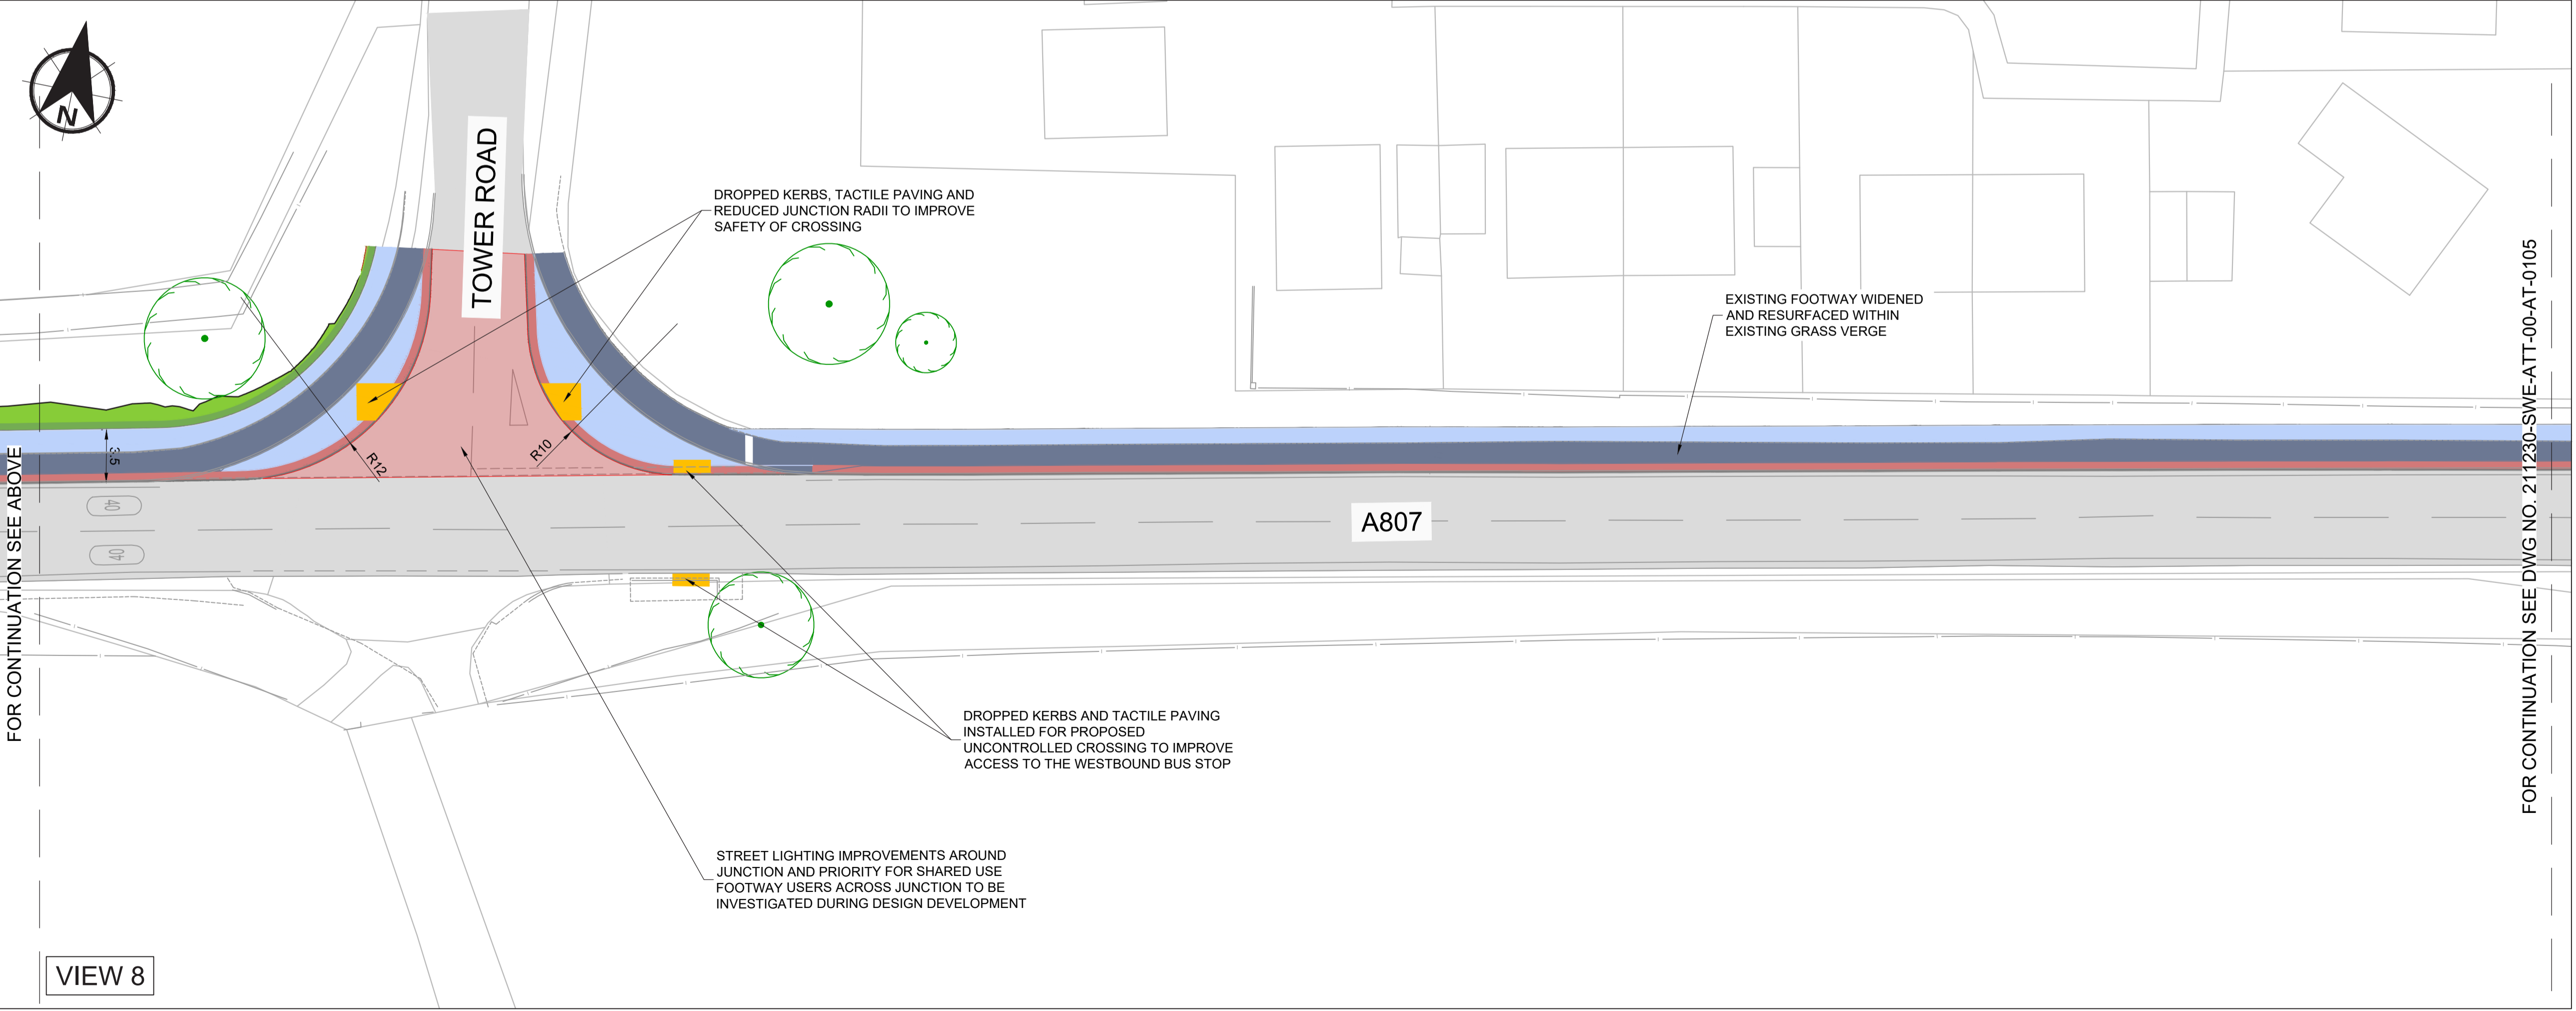 N
TOWER ROAD
DROPPED KERBS, TACTILE PAVING AND
REDUCED JUNCTION RADII TO IMPROVE
SAFETY OF CROSSING
EXISTING FOOTWAY WIDENED
AND RESURFACED WITHIN
EXISTING GRASS VERGE
3.5
R12
R10
40
40
A807
FOR CONTINUATION SEE ABOVE
FOR CONTINUATION SEE DWG NO. 211230-SWE-ATT-00-AT-0105
DROPPED KERBS AND TACTILE PAVING
INSTALLED FOR PROPOSED
UNCONTROLLED CROSSING TO IMPROVE
ACCESS TO THE WESTBOUND BUS STOP
STREET LIGHTING IMPROVEMENTS AROUND
JUNCTION AND PRIORITY FOR SHARED USE
FOOTWAY USERS ACROSS JUNCTION TO BE
INVESTIGATED DURING DESIGN DEVELOPMENT
VIEW 8